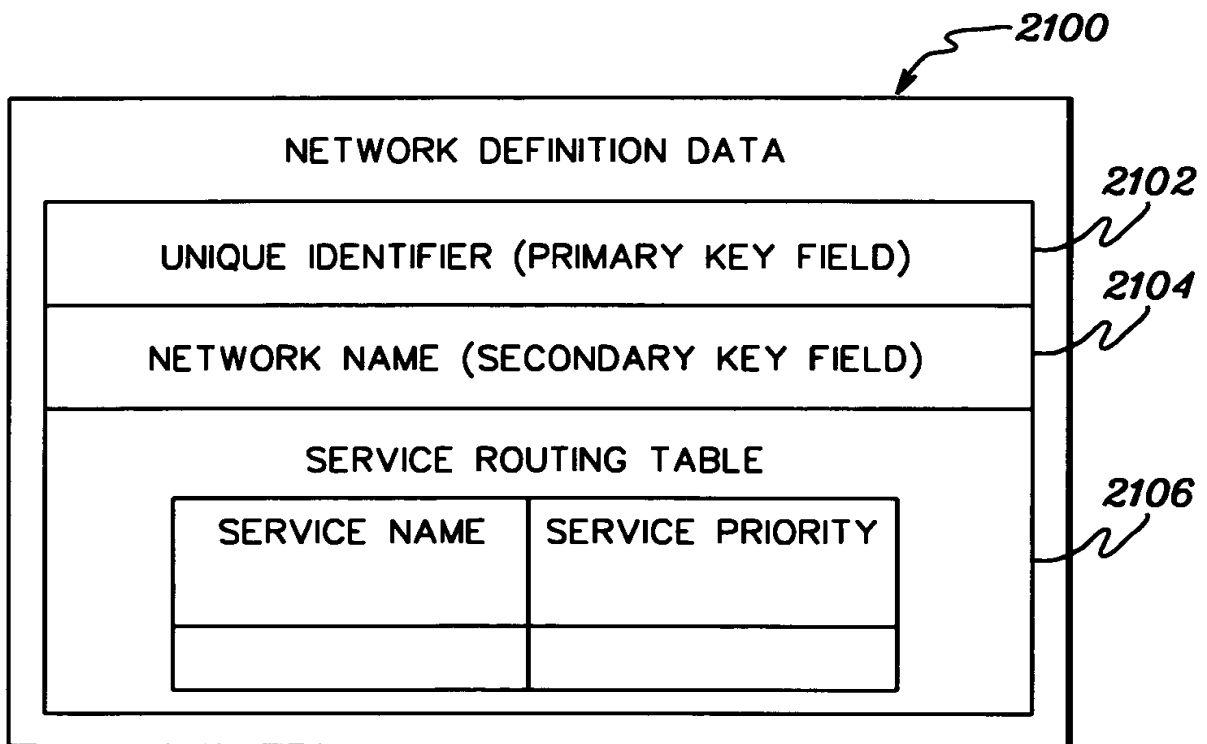 2100
NETWORK DEFINITION DATA
2102
UNIQUE IDENTIFIER (PRIMARY KEY FIELD)
2104
NETWORK NAME (SECONDARY KEY FIELD)
SERVICE ROUTING TABLE
2106
SERVICE NAME
SERVICE PRIORITY